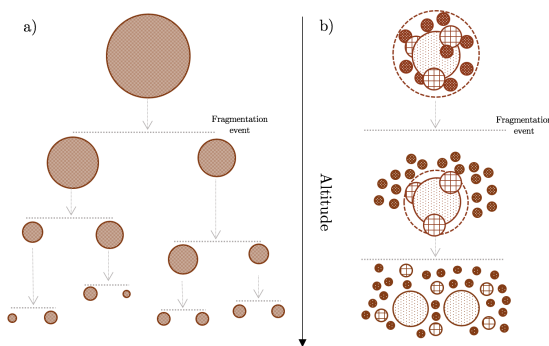 a)
Fragmentation
event
Altitude
b)
Fragmentation
event